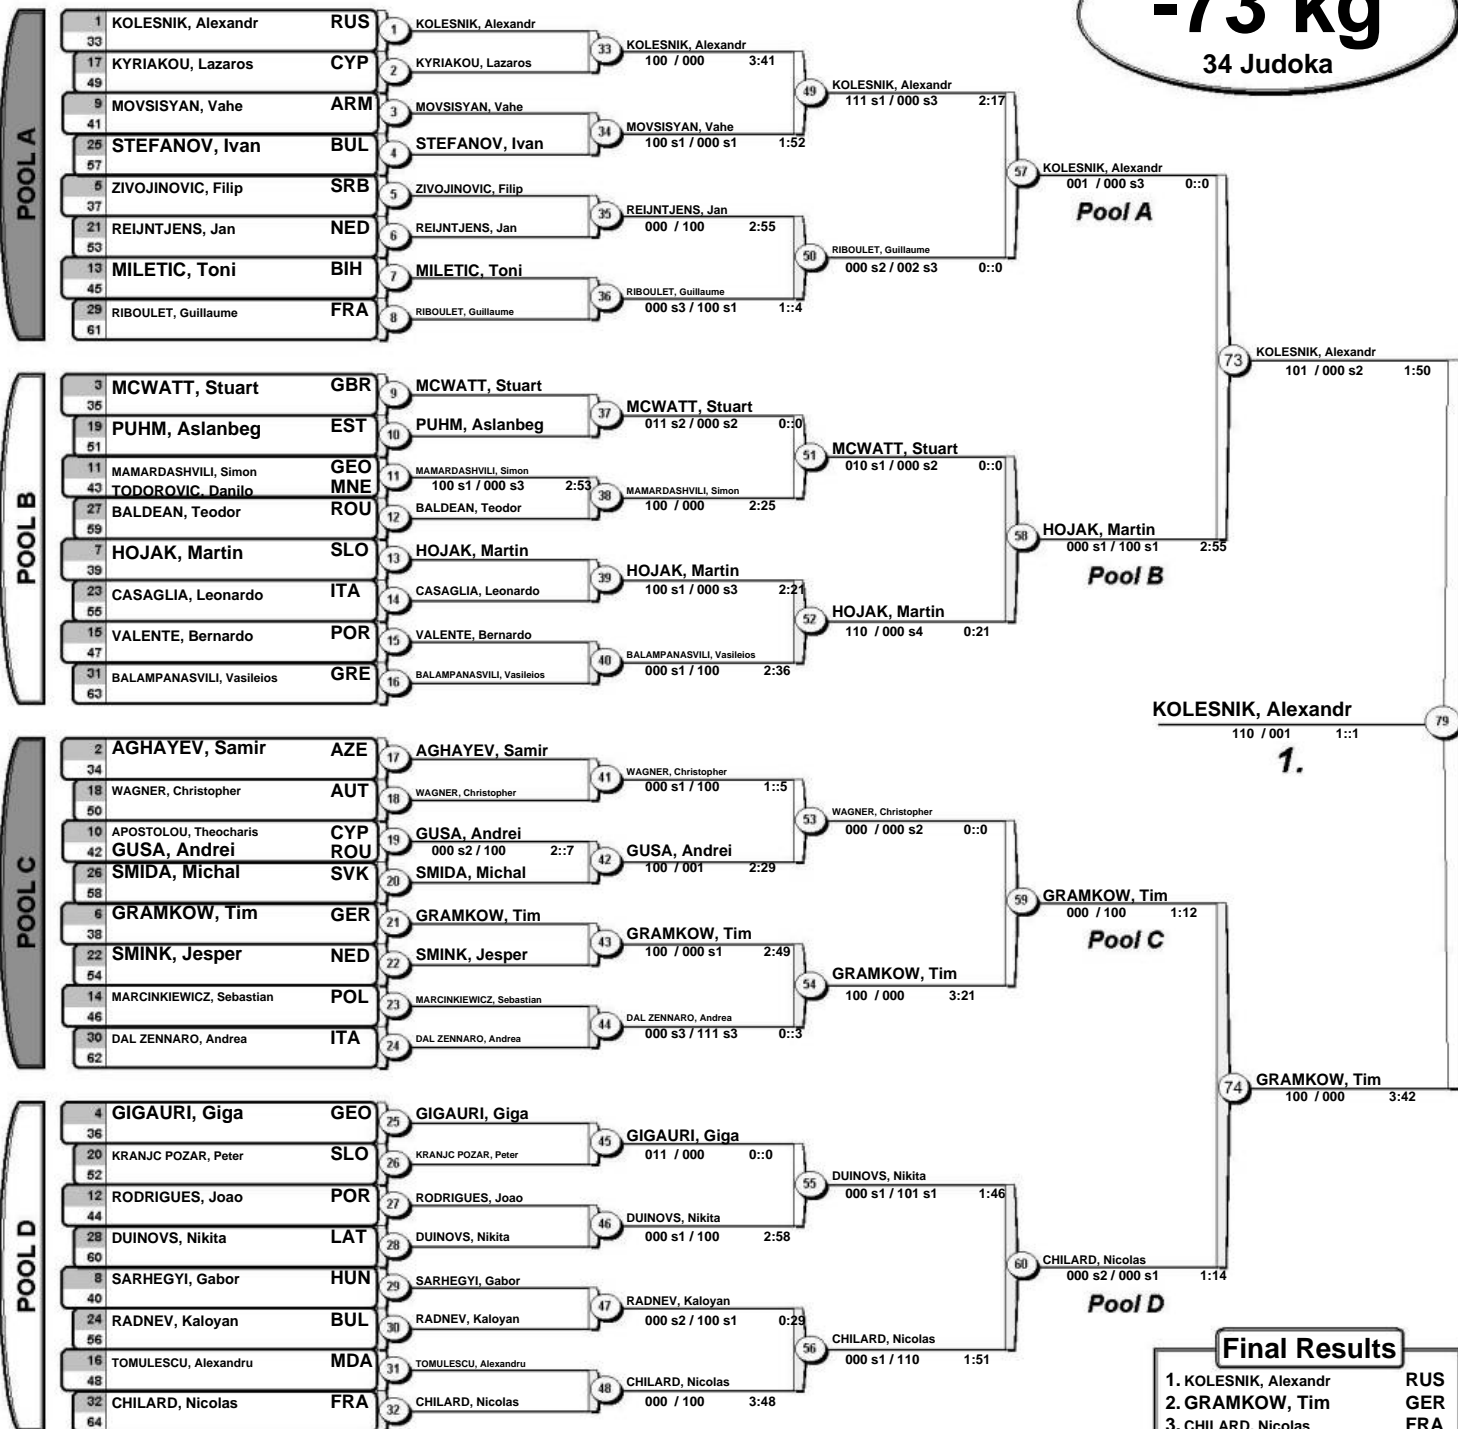 -73 kg
34 Judoka
POOL A
1 KOLESNIK, Alexandr RUS
33
17 KYRIAKOU, Lazaros CYP
49
9 MOVSISYAN, Vahe ARM
41
25 STEFANOV, Ivan BUL
57
5 ZIVOJINOVIC, Filip SRB
37
21 REIJNTJENS, Jan NED
53
13 MILETIC, Toni BIH
45
29 RIBOULET, Guillaume FRA
61
1 KOLESNIK, Alexandr
2 KYRIAKOU, Lazaros
3 MOVSISYAN, Vahe
4 STEFANOV, Ivan
5 ZIVOJINOVIC, Filip
6 REIJNTJENS, Jan
7 MILETIC, Toni
8 RIBOULET, Guillaume
33 KOLESNIK, Alexandr
100 / 000 3:41
34 MOVSISYAN, Vahe
100 s1 / 000 s1 1:52
35 REIJNTJENS, Jan
000 / 100 2:55
36 RIBOULET, Guillaume
000 s3 / 100 s1 1::4
49 KOLESNIK, Alexandr
111 s1 / 000 s3 2:17
50 RIBOULET, Guillaume
000 s2 / 002 s3 0::0
57 KOLESNIK, Alexandr
001 / 000 s3 0::0
Pool A
POOL B
3 MCWATT, Stuart GBR
35
19 PUHM, Aslanbeg EST
51
11 MAMARDASHVILI, Simon GEO
43 TODOROVIC, Danilo MNE
27 BALDEAN, Teodor ROU
59
7 HOJAK, Martin SLO
39
23 CASAGLIA, Leonardo ITA
55
15 VALENTE, Bernardo POR
47
31 BALAMPANASVILI, Vasileios GRE
63
9 MCWATT, Stuart
10 PUHM, Aslanbeg
11 MAMARDASHVILI, Simon
100 s1 / 000 s3 2:53
12 BALDEAN, Teodor
13 HOJAK, Martin
14 CASAGLIA, Leonardo
15 VALENTE, Bernardo
16 BALAMPANASVILI, Vasileios
37 MCWATT, Stuart
011 s2 / 000 s2 0::0
38 MAMARDASHVILI, Simon
100 / 000 2:25
39 HOJAK, Martin
100 s1 / 000 s3 2:21
40 BALAMPANASVILI, Vasileios
000 s1 / 100 2:36
51 MCWATT, Stuart
010 s1 / 000 s2 0::0
52 HOJAK, Martin
110 / 000 s4 0:21
58 HOJAK, Martin
000 s1 / 100 s1 2:55
Pool B
73 KOLESNIK, Alexandr
101 / 000 s2 1:50
KOLESNIK, Alexandr 79
110 / 001 1::1
1.
POOL C
2 AGHAYEV, Samir AZE
34
18 WAGNER, Christopher AUT
50
10 APOSTOLOU, Theocharis CYP
42 GUSA, Andrei ROU
26 SMIDA, Michal SVK
58
6 GRAMKOW, Tim GER
38
22 SMINK, Jesper NED
54
14 MARCINKIEWICZ, Sebastian POL
46
30 DAL ZENNARO, Andrea ITA
62
17 AGHAYEV, Samir
18 WAGNER, Christopher
19 GUSA, Andrei
000 s2 / 100 2::7
20 SMIDA, Michal
21 GRAMKOW, Tim
22 SMINK, Jesper
23 MARCINKIEWICZ, Sebastian
24 DAL ZENNARO, Andrea
41 WAGNER, Christopher
000 s1 / 100 1::5
42 GUSA, Andrei
100 / 001 2:29
43 GRAMKOW, Tim
100 / 000 s1 2:49
44 DAL ZENNARO, Andrea
000 s3 / 111 s3 0::3
53 WAGNER, Christopher
000 / 000 s2 0::0
54 GRAMKOW, Tim
100 / 000 3:21
59 GRAMKOW, Tim
000 / 100 1:12
Pool C
POOL D
4 GIGAURI, Giga GEO
36
20 KRANJC POZAR, Peter SLO
52
12 RODRIGUES, Joao POR
44
28 DUINOVS, Nikita LAT
60
8 SARHEGYI, Gabor HUN
40
24 RADNEV, Kaloyan BUL
56
16 TOMULESCU, Alexandru MDA
48
32 CHILARD, Nicolas FRA
64
25 GIGAURI, Giga
26 KRANJC POZAR, Peter
27 RODRIGUES, Joao
28 DUINOVS, Nikita
29 SARHEGYI, Gabor
30 RADNEV, Kaloyan
31 TOMULESCU, Alexandru
32 CHILARD, Nicolas
45 GIGAURI, Giga
011 / 000 0::0
46 DUINOVS, Nikita
000 s1 / 100 2:58
47 RADNEV, Kaloyan
000 s2 / 100 s1 0:29
48 CHILARD, Nicolas
000 / 100 3:48
55 DUINOVS, Nikita
000 s1 / 101 s1 1:46
56 CHILARD, Nicolas
000 s1 / 110 1:51
60 CHILARD, Nicolas
000 s2 / 000 s1 1:14
Pool D
74 GRAMKOW, Tim
100 / 000 3:42
Final Results
1. KOLESNIK, Alexandr RUS
2. GRAMKOW, Tim GER
3. CHILARD, Nicolas FRA